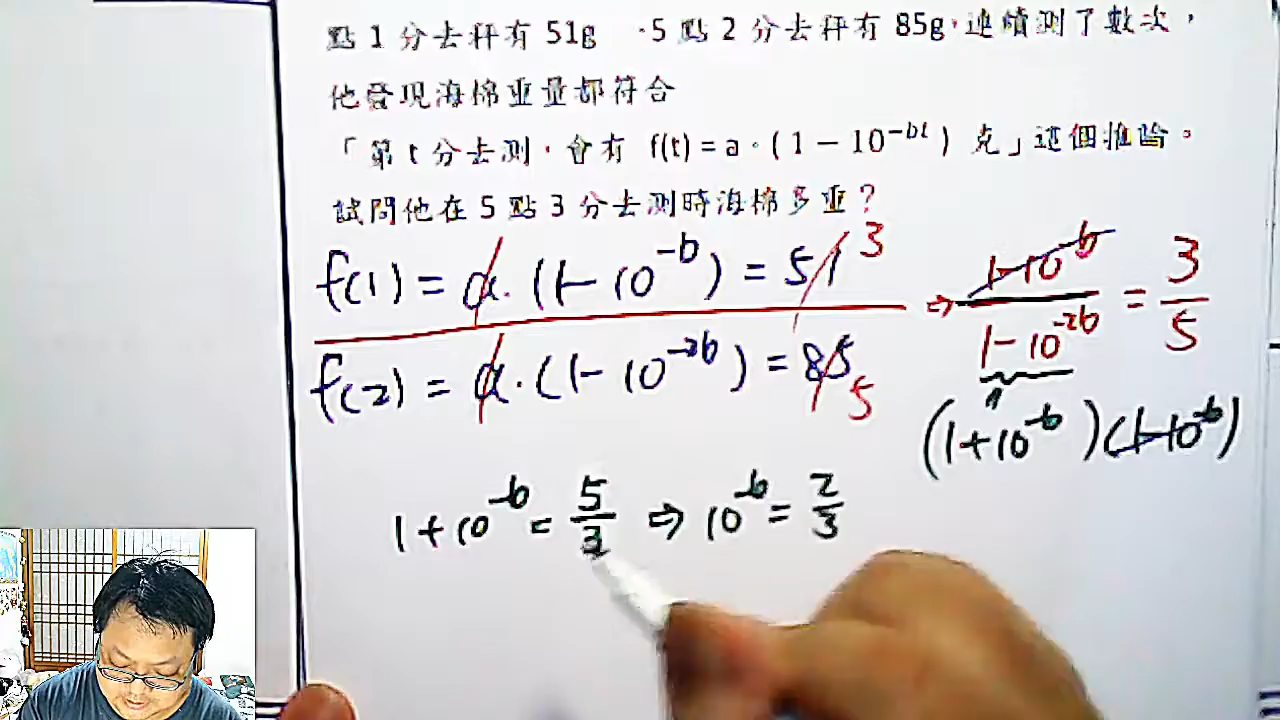 點 1 分去秤有 51g ,5 點 2 分去秤有 85g,連續測了數次,
他發現海棉重量都符合
「第 t 分去測,會有 f(t) = a · (1 − 10^{−bt}) 克」這個推論。
試問他在 5 點 3 分去測時海棉多重?
f(1) = a · (1 − 10^{-b}) = 51 3
f(2) = a · (1 − 10^{-2b}) = 85 5
⇒ \frac{1-10^{-b}}{1-10^{-2b}} = \frac{3}{5}
(1+10^{-b})(1-10^{-b})
1 + 10^{-b} = \frac{5}{3} ⇒ 10^{-b} = \frac{2}{3}